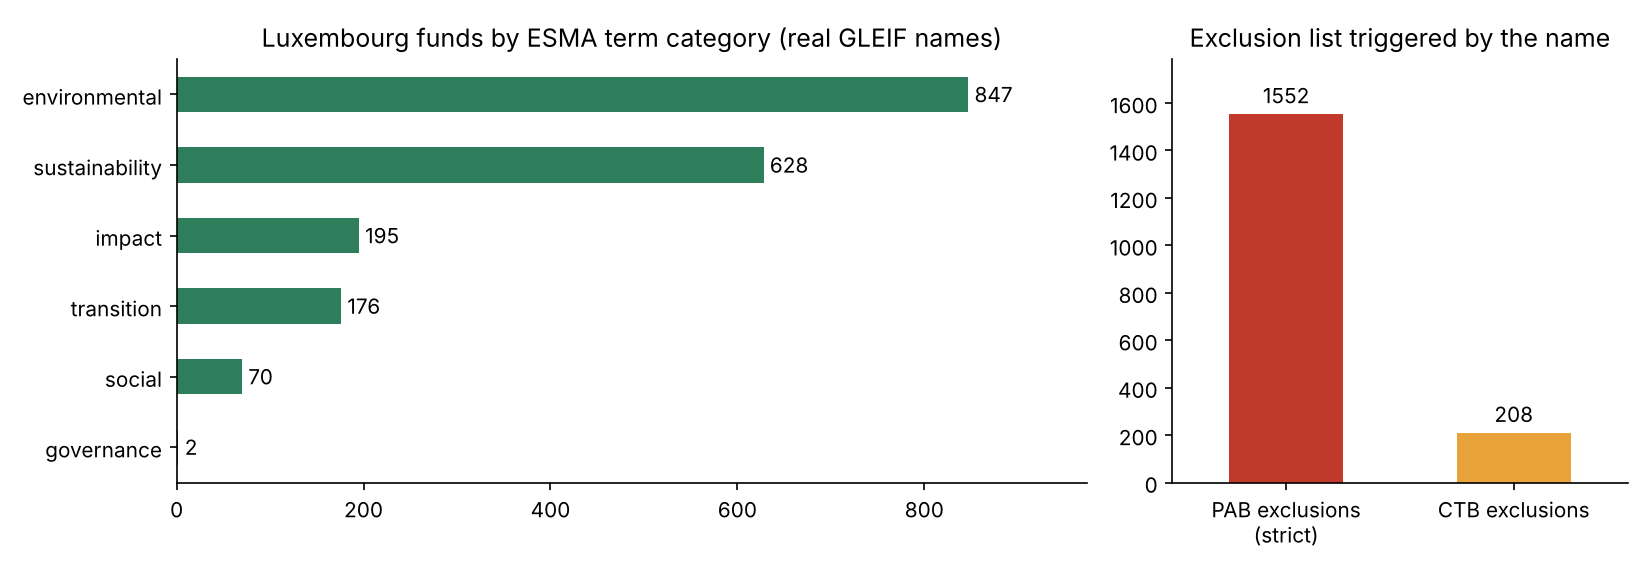 Luxembourg funds by ESMA term category (real GLEIF names)
environmental
847
sustainability
628
impact
195
transition
176
social
70
governance
2
0
200
400
600
800
Exclusion list triggered by the name
1600
1400
1200
1000
800
600
400
200
0
1552
208
PAB exclusions
(strict)
CTB exclusions